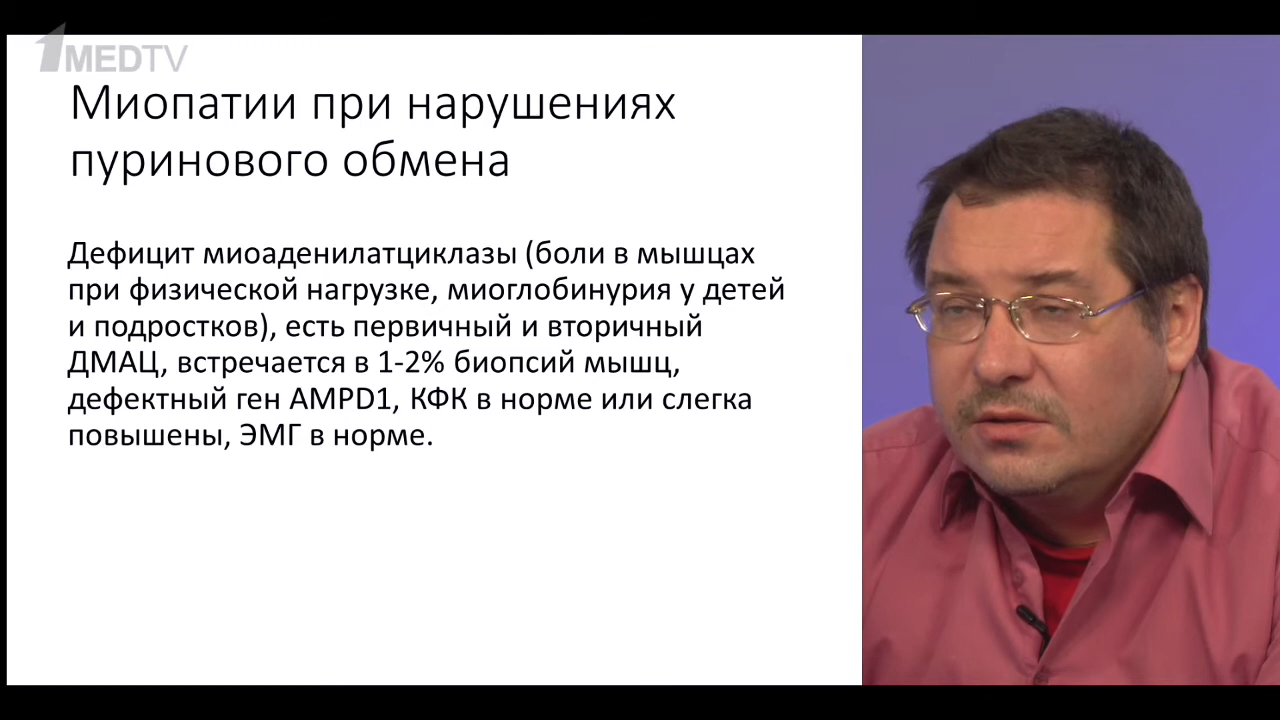 1MEDTV
Миопатии при нарушениях
пуринового обмена
Дефицит миоаденилатциклазы (боли в мышцах
при физической нагрузке, миоглобинурия у детей
и подростков), есть первичный и вторичный
ДМАЦ, встречается в 1-2% биопсий мышц,
дефектный ген AMPD1, КФК в норме или слегка
повышены, ЭМГ в норме.